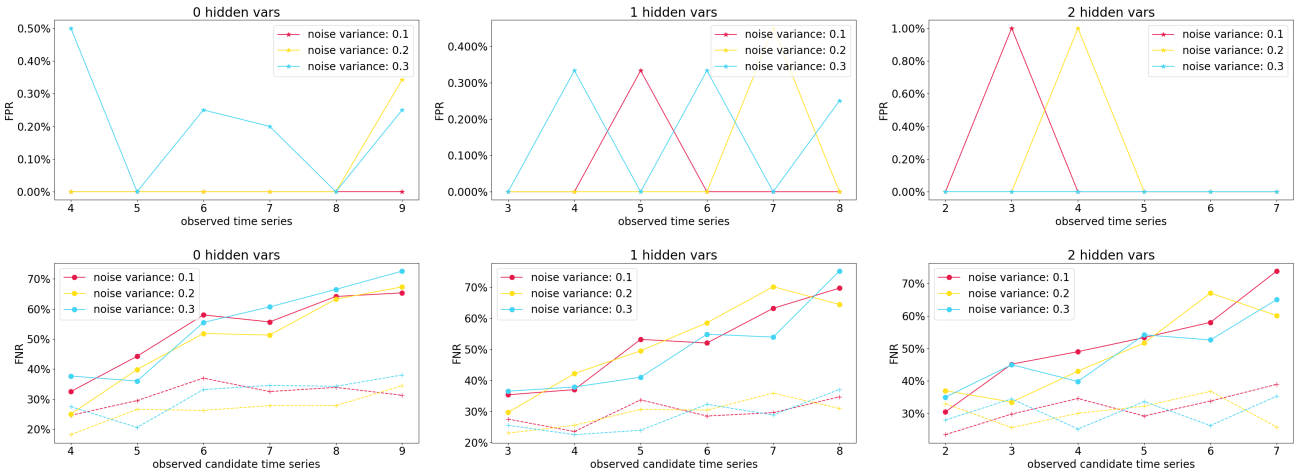 0 hidden vars
0.50%
0.40%
0.30%
0.20%
0.10%
0.00%
FPR
noise variance: 0.1
noise variance: 0.2
noise variance: 0.3
4 5 6 7 8 9
observed time series
1 hidden vars
0.400%
0.300%
0.200%
0.100%
0.000%
FPR
noise variance: 0.1
noise variance: 0.2
noise variance: 0.3
3 4 5 6 7 8
observed time series
2 hidden vars
1.00%
0.80%
0.60%
0.40%
0.20%
0.00%
FPR
noise variance: 0.1
noise variance: 0.2
noise variance: 0.3
2 3 4 5 6 7
observed time series
0 hidden vars
70%
60%
50%
40%
30%
20%
FNR
noise variance: 0.1
noise variance: 0.2
noise variance: 0.3
4 5 6 7 8 9
observed candidate time series
1 hidden vars
70%
60%
50%
40%
30%
20%
FNR
noise variance: 0.1
noise variance: 0.2
noise variance: 0.3
3 4 5 6 7 8
observed candidate time series
2 hidden vars
70%
60%
50%
40%
30%
FNR
noise variance: 0.1
noise variance: 0.2
noise variance: 0.3
2 3 4 5 6 7
observed candidate time series